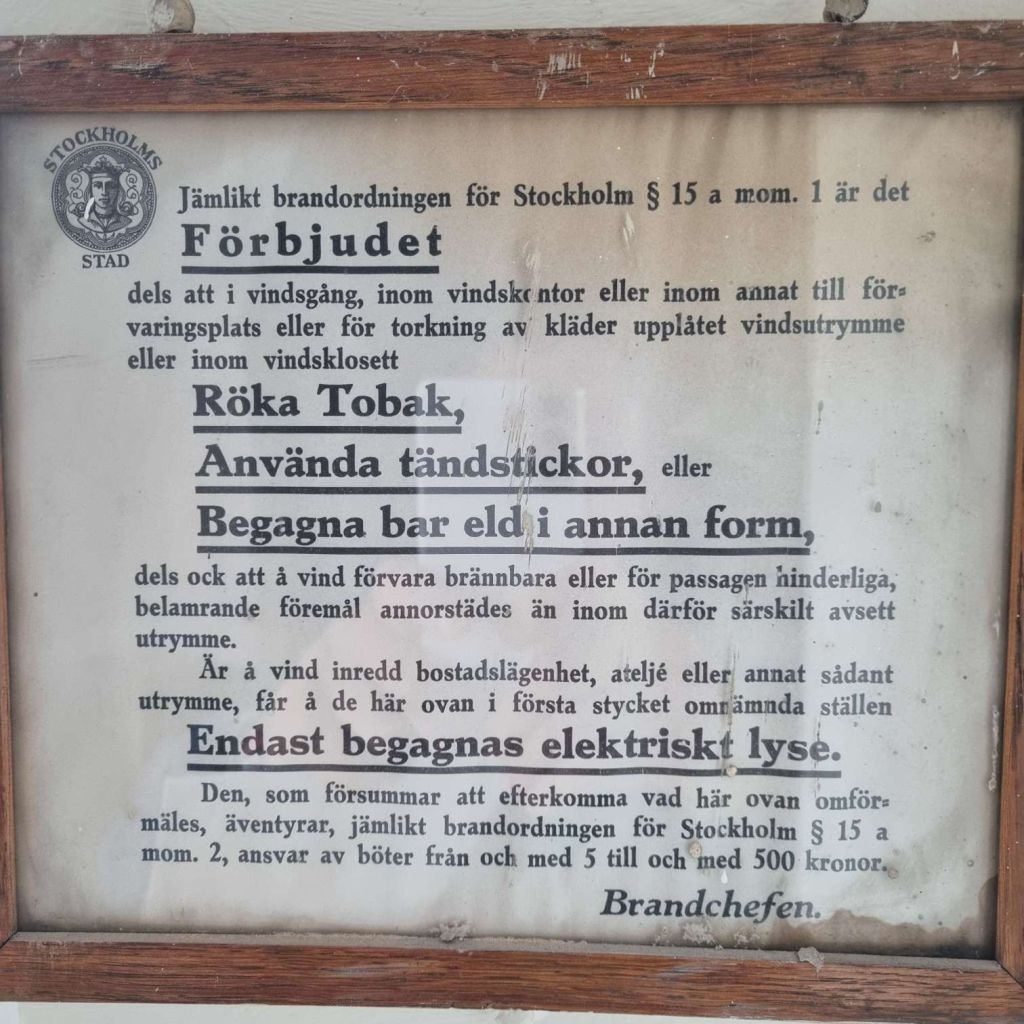 STOCKHOLMS
STAD
Jämlikt brandordningen för Stockholm § 15 a mom. 1 är det
Förbjudet
dels att i vindsgång, inom vindskontor eller inom annat till för=
varingsplats eller för torkning av kläder upplåtet vindsutrymme
eller inom vindsklosett
Röka Tobak,
Använda tändstickor, eller
Begagna bar eld i annan form,
dels ock att å vind förvara brännbara eller för passagen hinderliga,
belamrande föremål annorstädes än inom därför särskilt avsett
utrymme.
Är å vind inredd bostadslägenhet, ateljé eller annat sådant
utrymme, får å de här ovan i första stycket omnämnda ställen
Endast begagnas elektriskt lyse.
Den, som försummar att efterkomma vad här ovan omför=
mäles, äventyrar, jämlikt brandordningen för Stockholm § 15 a
mom. 2, ansvar av böter från och med 5 till och med 500 kronor.
Brandchefen.